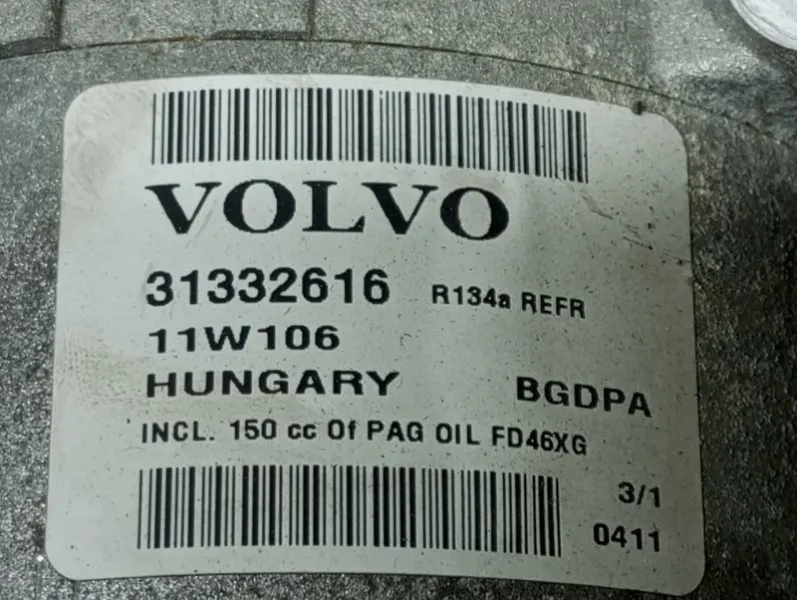 VOLVO
31332616 R134a REFR
11W106
HUNGARY BGDPA
INCL. 150 cc Of PAG OIL FD46XG
3/1
0411